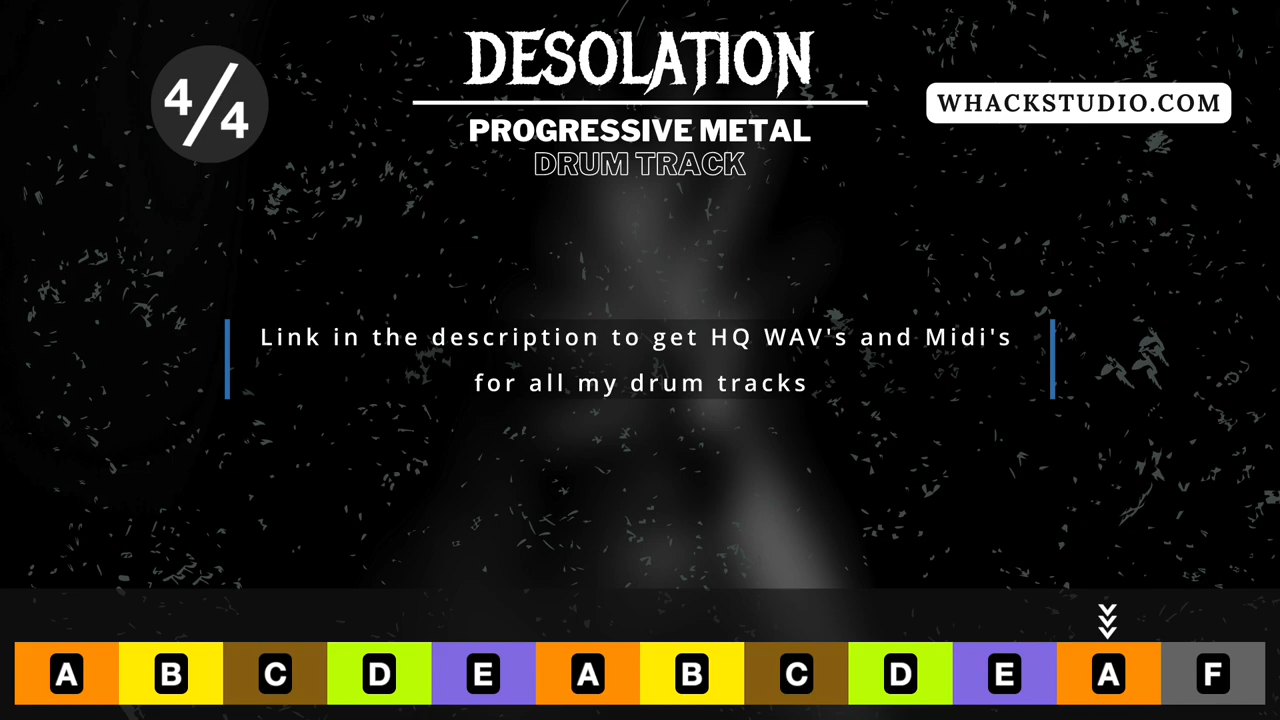 DESOLATION
4/4
WHACKSTUDIO.COM
PROGRESSIVE METAL
DRUM TRACK
Link in the description to get HQ WAV's and Midi's
for all my drum tracks
A B C D E A B C D E A F